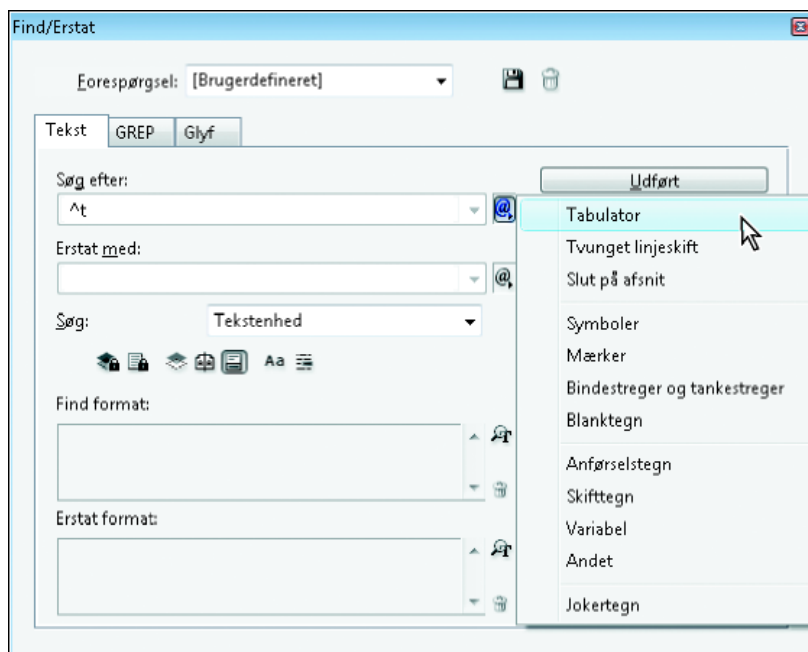 Find/Erstat
Forespørgsel: [Brugerdefineret]
Tekst GREP Glyf
Søg efter: Udført
^t @
Tabulator
Tvunget linjeskift
Slut på afsnit
Erstat med:
@
Symboler
Mærker
Bindestreger og tankestreger
Blanktegn
Anførselstegn
Skifttegn
Variabel
Andet
Jokertegn
Søg: Tekstenhed
Aa
Find format:
Erstat format: